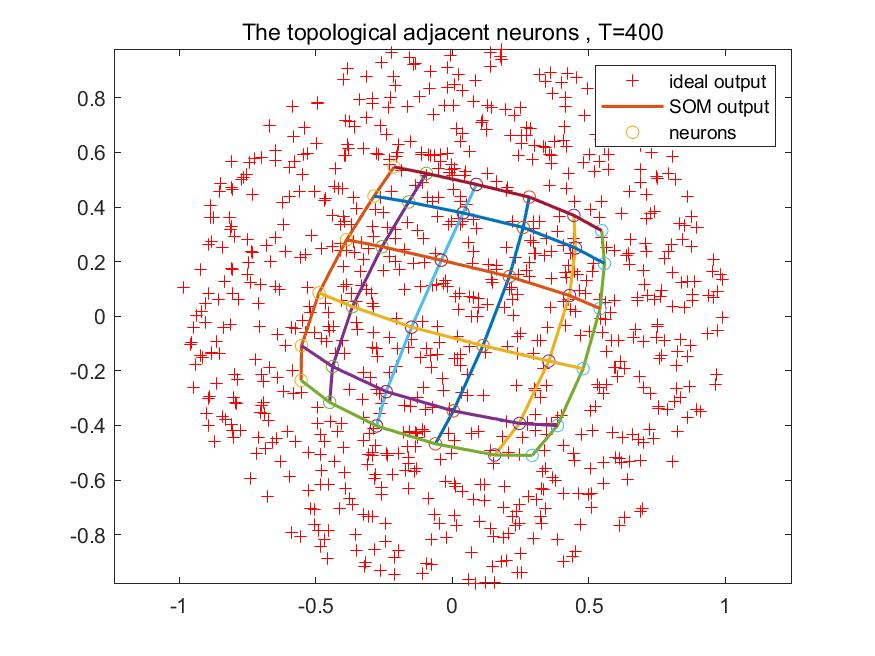 The topological adjacent neurons , T=400
ideal output
SOM output
neurons
0.8
0.6
0.4
0.2
0
-0.2
-0.4
-0.6
-0.8
-1 -0.5 0 0.5 1